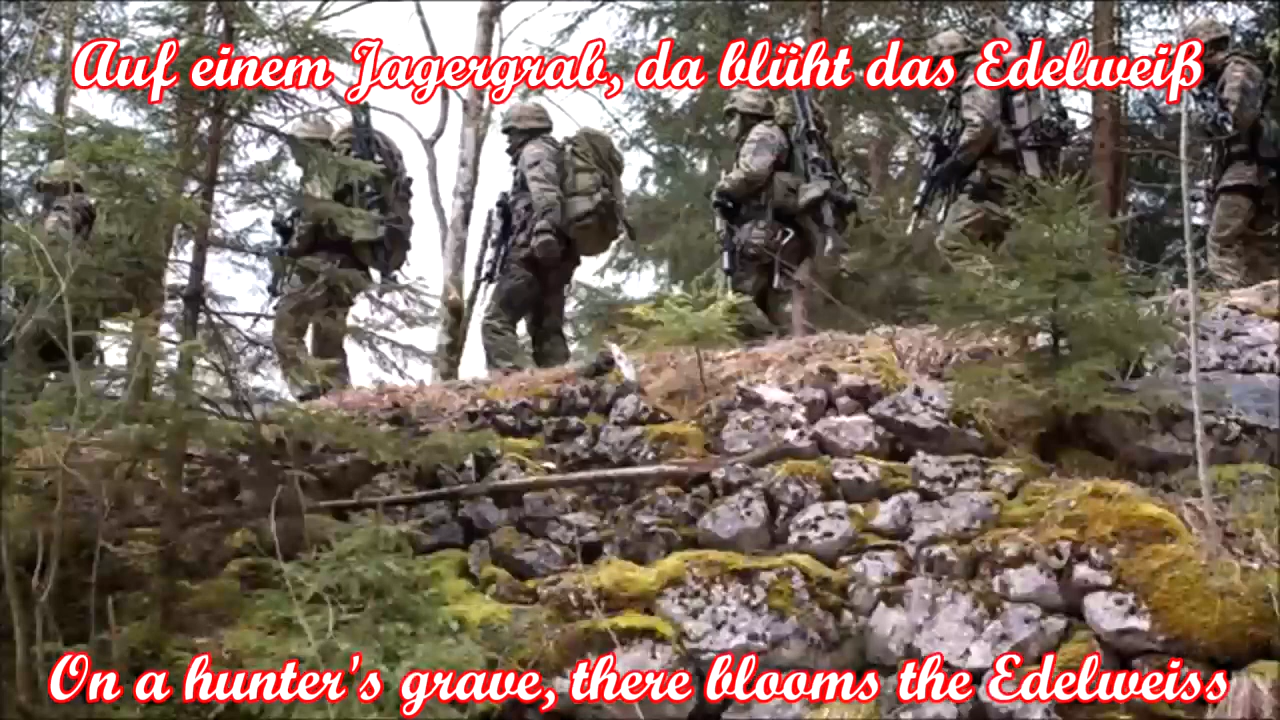 Auf einem Jagergrab, da blüht das Edelweiß
On a hunter's grave, there blooms the Edelweiss